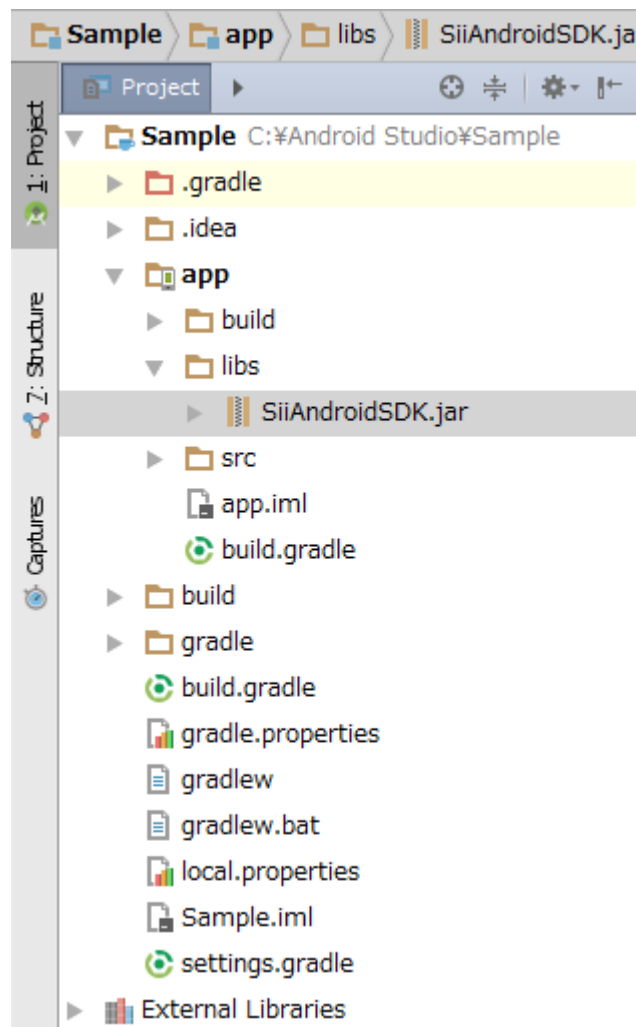 Sample app libs SiiAndroidSDK.ja
Project
1: Project
Sample C:¥Android Studio¥Sample
.gradle
.idea
app
build
libs
SiiAndroidSDK.jar
src
app.iml
build.gradle
build
gradle
build.gradle
gradle.properties
gradlew
gradlew.bat
local.properties
Sample.iml
settings.gradle
External Libraries
7: Structure
Captures